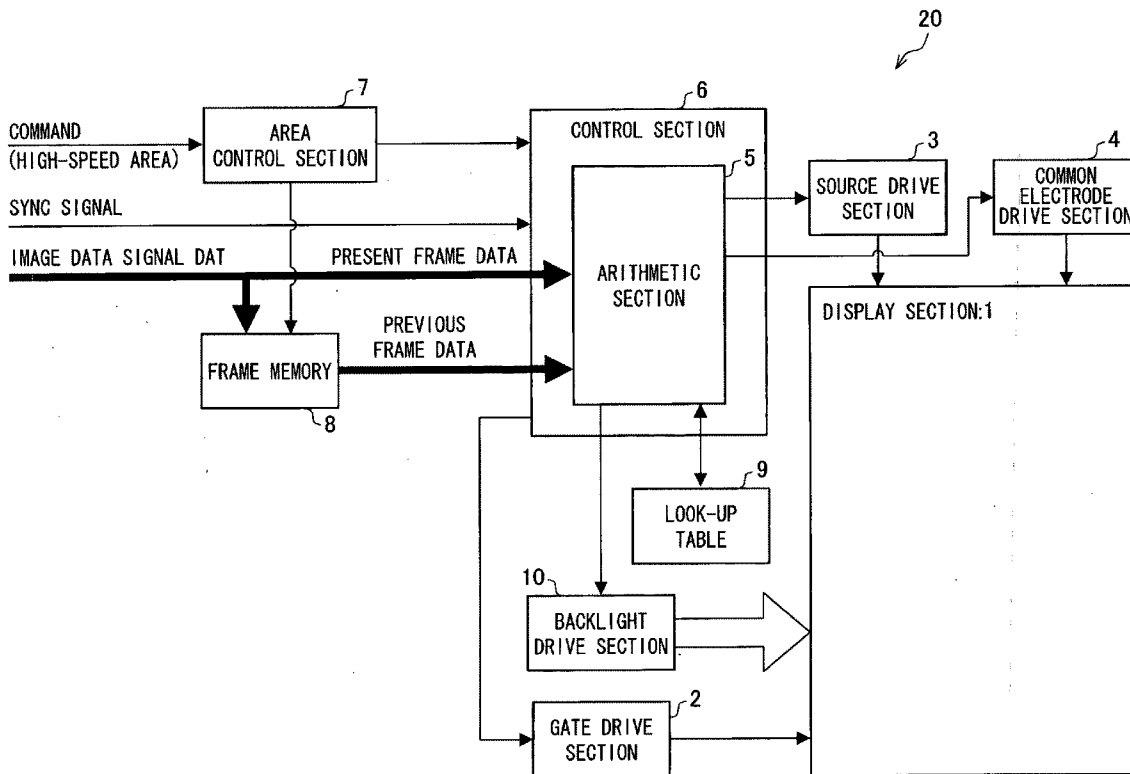 20
7
6
COMMAND
(HIGH-SPEED AREA)
AREA
CONTROL SECTION
CONTROL SECTION
5
3
4
SOURCE DRIVE
SECTION
COMMON
ELECTRODE
DRIVE SECTION
SYNC SIGNAL
IMAGE DATA SIGNAL DAT
PRESENT FRAME DATA
ARITHMETIC
SECTION
DISPLAY SECTION:1
PREVIOUS
FRAME DATA
FRAME MEMORY
8
9
LOOK-UP
TABLE
10
BACKLIGHT
DRIVE SECTION
2
GATE DRIVE
SECTION